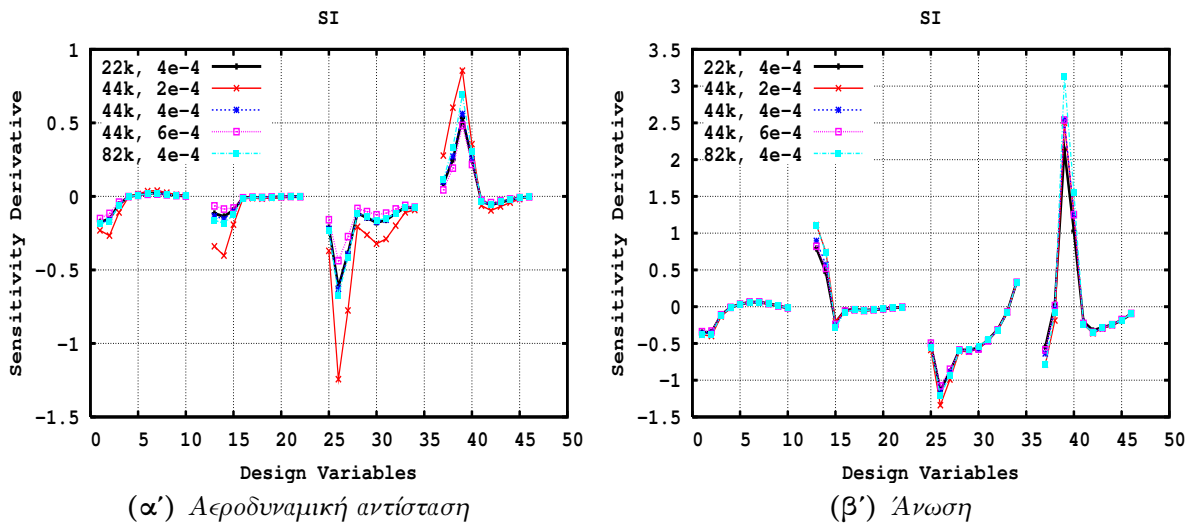 SI
1
0.5
0
-0.5
-1
-1.5
Sensitivity Derivative
22k, 4e-4
44k, 2e-4
44k, 4e-4
44k, 6e-4
82k, 4e-4
0 5 10 15 20 25 30 35 40 45 50
Design Variables
(α′) Αεροδυναμική αντίσταση
SI
3.5
3
2.5
2
1.5
1
0.5
0
-0.5
-1
-1.5
Sensitivity Derivative
22k, 4e-4
44k, 2e-4
44k, 4e-4
44k, 6e-4
82k, 4e-4
0 5 10 15 20 25 30 35 40 45 50
Design Variables
(β′) Άνωση